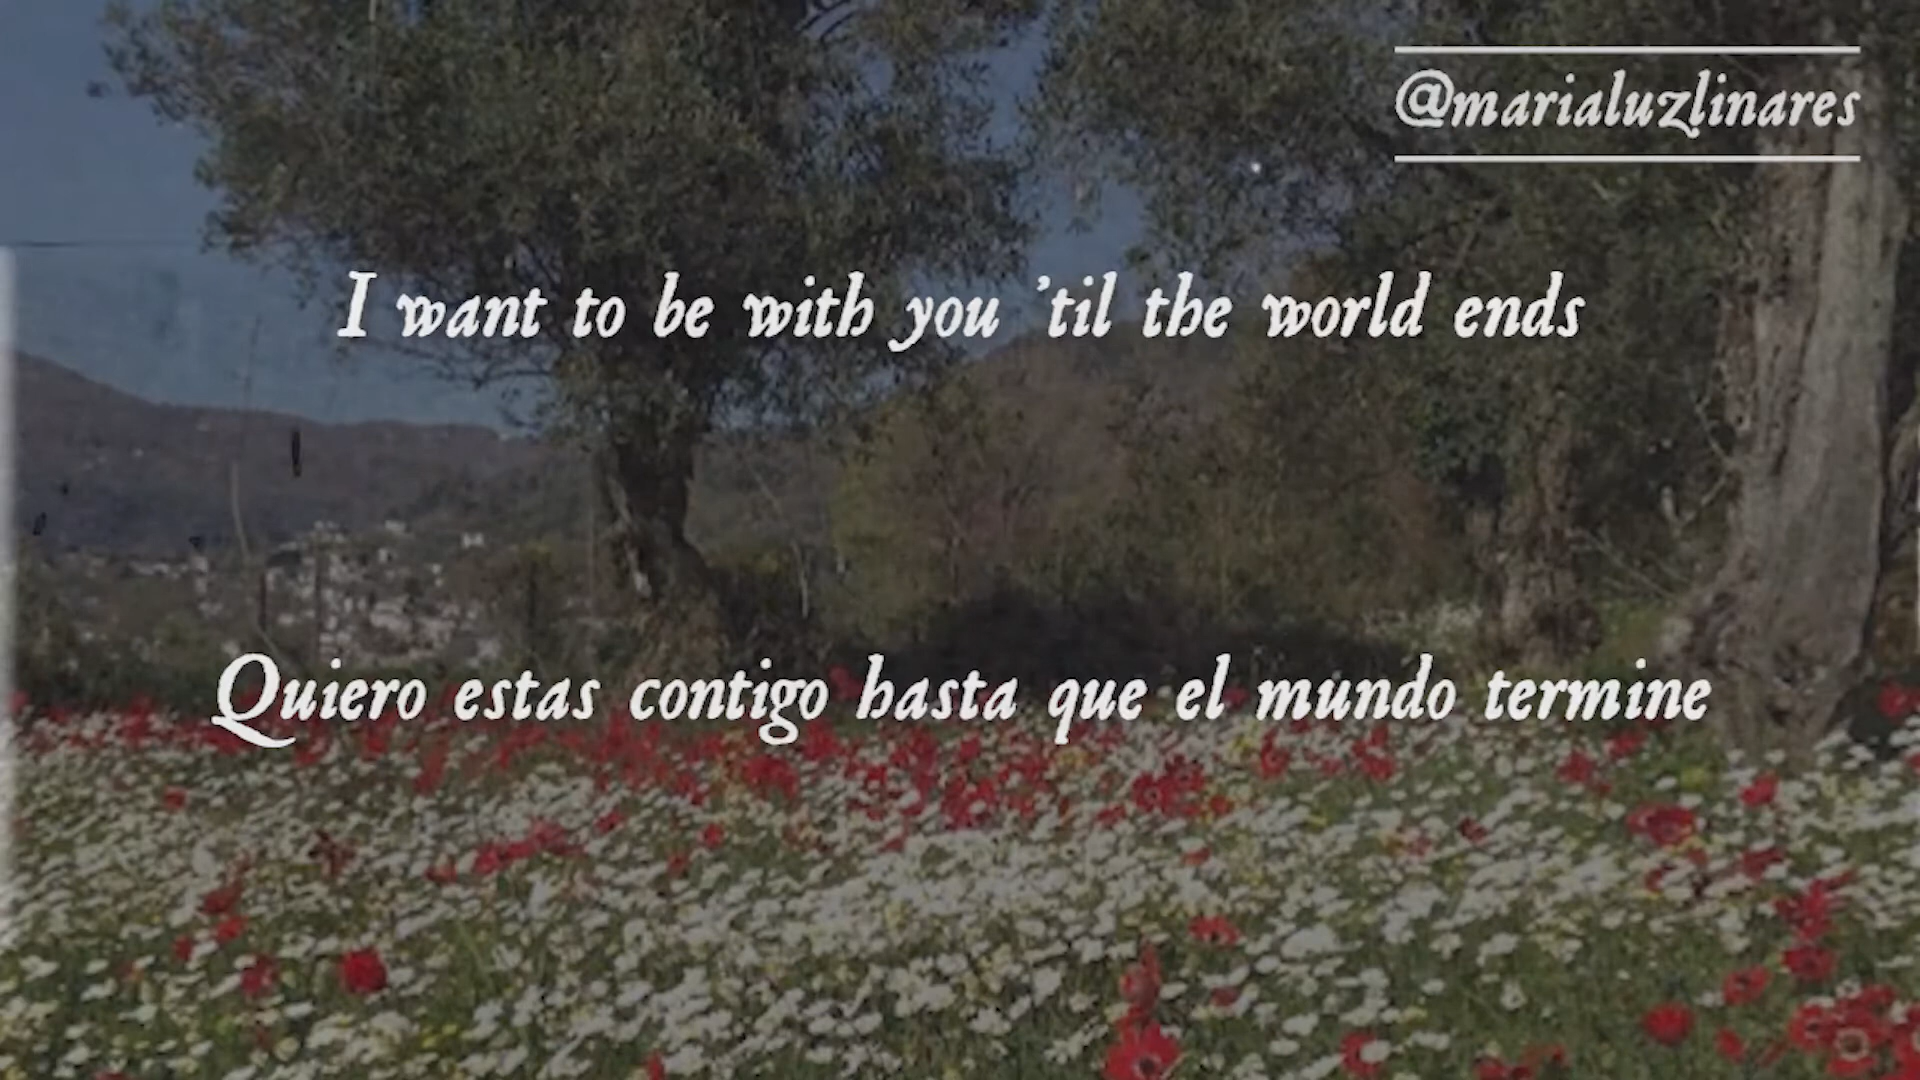 @marialuzlinares
I want to be with you 'til the world ends
Quiero estas contigo hasta que el mundo termine